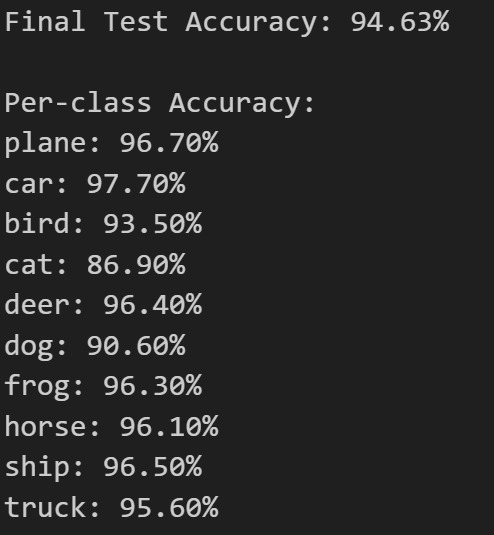 Final Test Accuracy: 94.63%
Per-class Accuracy:
plane: 96.70%
car: 97.70%
bird: 93.50%
cat: 86.90%
deer: 96.40%
dog: 90.60%
frog: 96.30%
horse: 96.10%
ship: 96.50%
truck: 95.60%